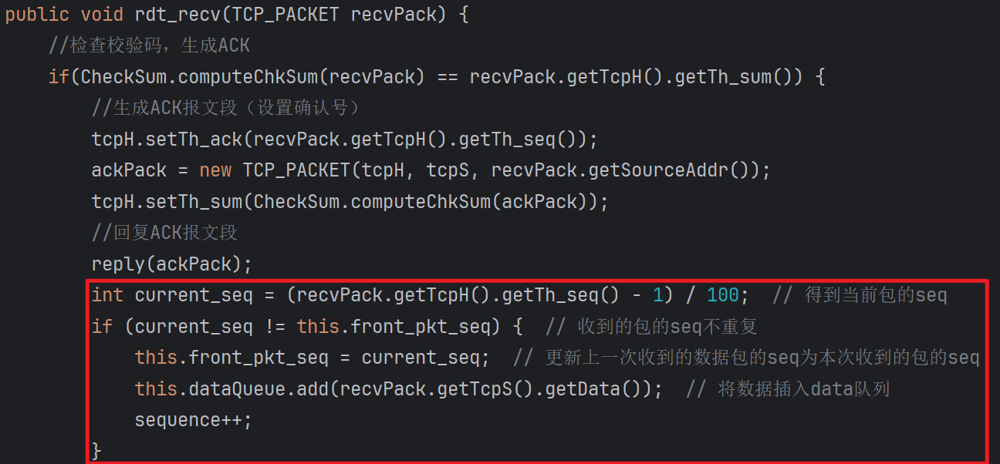 public void rdt_recv(TCP_PACKET recvPack) {
    //检查校验码，生成ACK
    if(CheckSum.computeChkSum(recvPack) == recvPack.getTcpH().getTh_sum()) {
        //生成ACK报文段（设置确认号）
        tcpH.setTh_ack(recvPack.getTcpH().getTh_seq());
        ackPack = new TCP_PACKET(tcpH, tcpS, recvPack.getSourceAddr());
        tcpH.setTh_sum(CheckSum.computeChkSum(ackPack));
        //回复ACK报文段
        reply(ackPack);
        int current_seq = (recvPack.getTcpH().getTh_seq() - 1) / 100;  // 得到当前包的seq
        if (current_seq != this.front_pkt_seq) {  // 收到的包的seq不重复
            this.front_pkt_seq = current_seq;  // 更新上一次收到的数据包的seq为本次收到的包的seq
            this.dataQueue.add(recvPack.getTcpS().getData());  // 将数据插入data队列
            sequence++;
        }